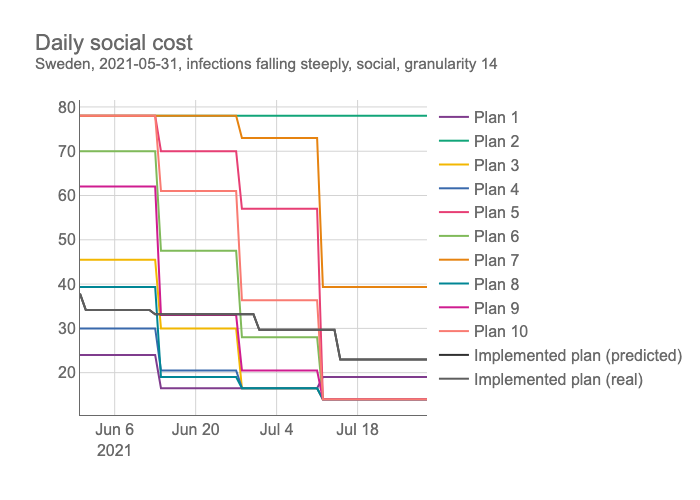 Daily social cost
Sweden, 2021-05-31, infections falling steeply, social, granularity 14
80
70
60
50
40
30
20
Jun 6
2021
Jun 20
Jul 4
Jul 18
Plan 1
Plan 2
Plan 3
Plan 4
Plan 5
Plan 6
Plan 7
Plan 8
Plan 9
Plan 10
Implemented plan (predicted)
Implemented plan (real)